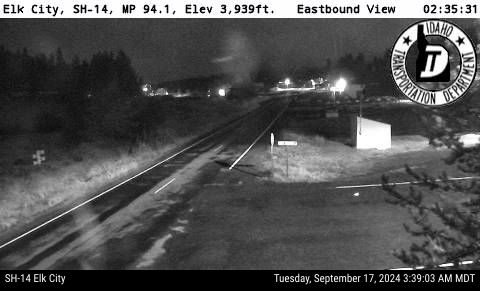 Elk City, SH-14, MP 94.1, Elev 3,939ft. Eastbound View 02:35:31
IDAHO
TRANSPORTATION DEPARTMENT
SH-14 Elk City Tuesday, September 17, 2024 3:39:03 AM MDT